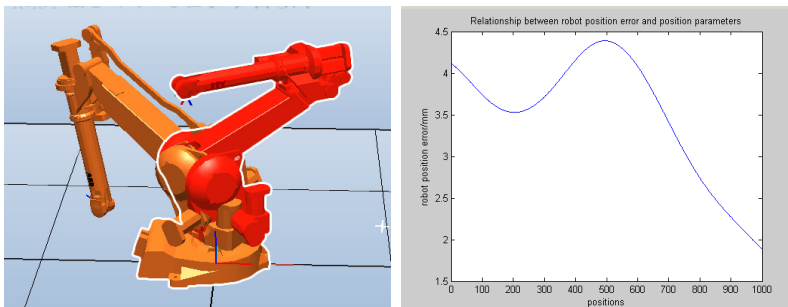 Relationship between robot position error and position parameters
4.5
4
3.5
3
2.5
2
1.5
robot position error/mm
0 100 200 300 400 500 600 700 800 900 1000
positions